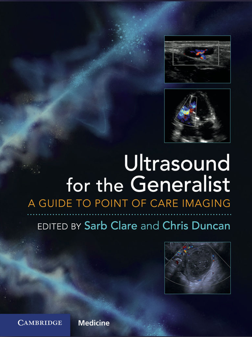 Ultrasound
for the Generalist
A GUIDE TO POINT OF CARE IMAGING
EDITED BY Sarb Clare and Chris Duncan
CAMBRIDGE Medicine